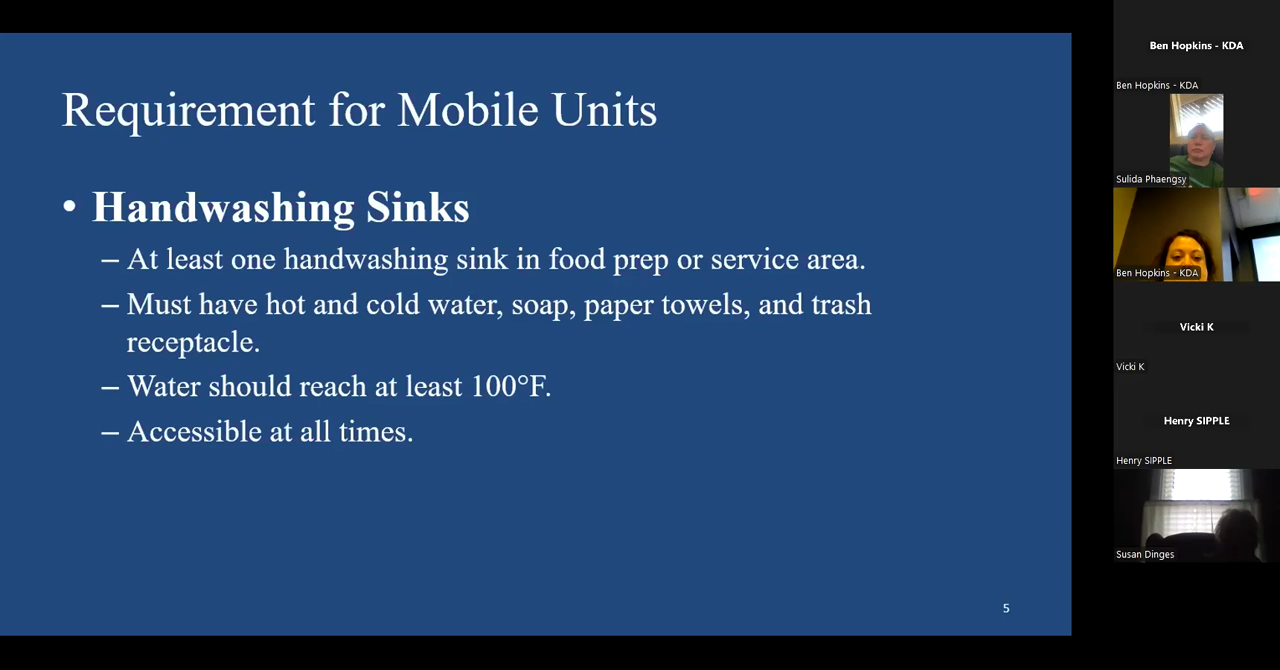 Requirement for Mobile Units
• Handwashing Sinks
– At least one handwashing sink in food prep or service area.
– Must have hot and cold water, soap, paper towels, and trash
receptacle.
– Water should reach at least 100°F.
– Accessible at all times.
5
Ben Hopkins - KDA
Ben Hopkins - KDA
Sulida Phaengsy
Ben Hopkins - KDA
Vicki K
Vicki K
Henry SIPPLE
Henry SIPPLE
Susan Dinges